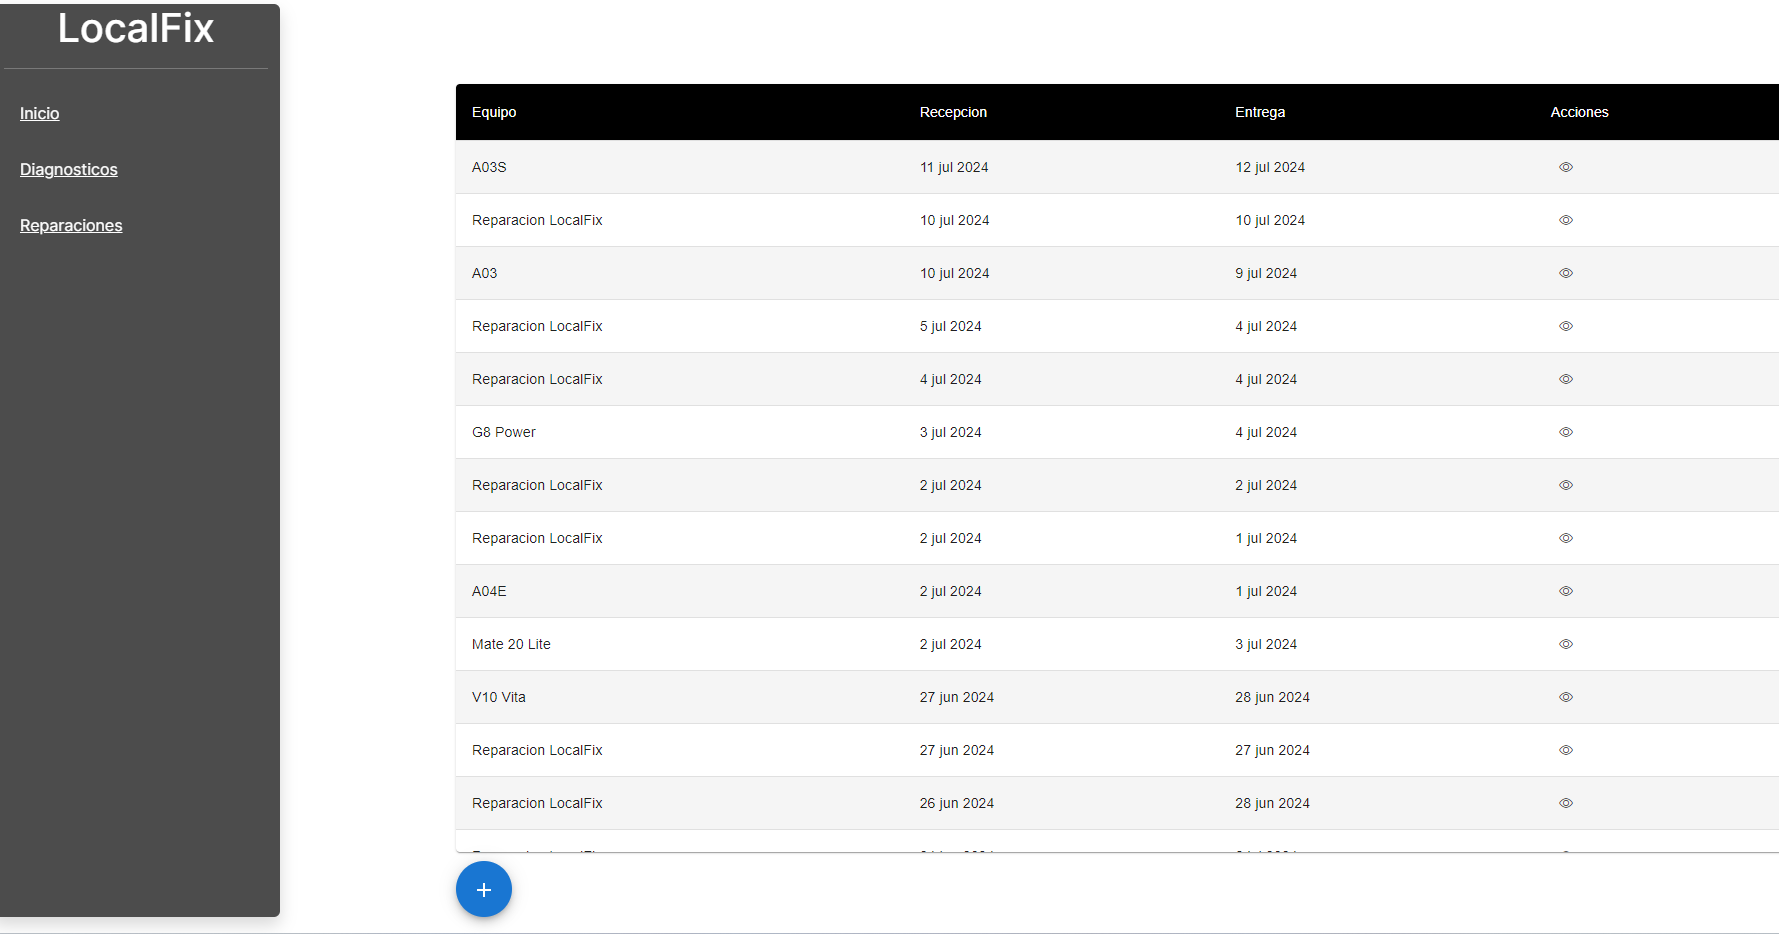 LocalFix
Inicio
Diagnosticos
Reparaciones
Equipo Recepcion Entrega Acciones
A03S 11 jul 2024 12 jul 2024
Reparacion LocalFix 10 jul 2024 10 jul 2024
A03 10 jul 2024 9 jul 2024
Reparacion LocalFix 5 jul 2024 4 jul 2024
Reparacion LocalFix 4 jul 2024 4 jul 2024
G8 Power 3 jul 2024 4 jul 2024
Reparacion LocalFix 2 jul 2024 2 jul 2024
Reparacion LocalFix 2 jul 2024 1 jul 2024
A04E 2 jul 2024 1 jul 2024
Mate 20 Lite 2 jul 2024 3 jul 2024
V10 Vita 27 jun 2024 28 jun 2024
Reparacion LocalFix 27 jun 2024 27 jun 2024
Reparacion LocalFix 26 jun 2024 28 jun 2024
+